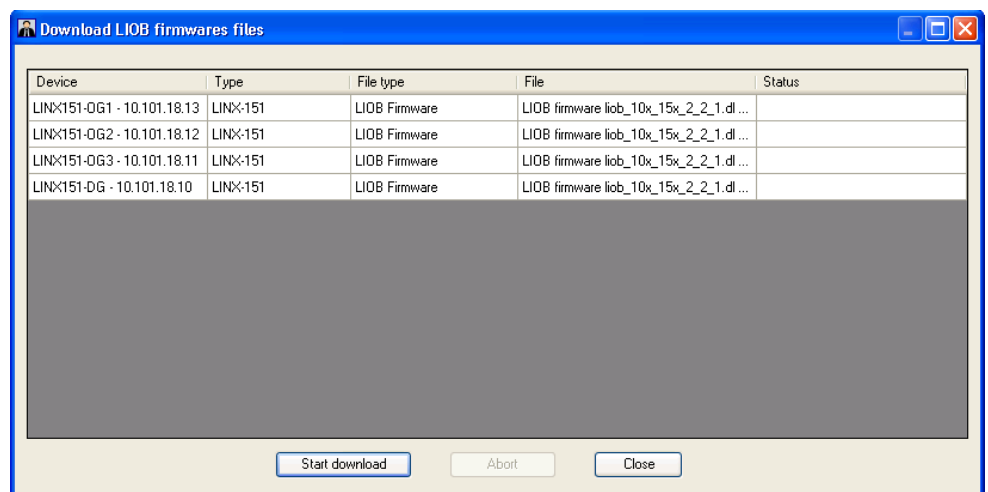 Download LIOB firmwares files
Device Type File type File Status
LINX151-OG1 - 10.101.18.13 LINX-151 LIOB Firmware LIOB firmware liob_10x_15x_2_2_1.dl ...
LINX151-OG2 - 10.101.18.12 LINX-151 LIOB Firmware LIOB firmware liob_10x_15x_2_2_1.dl ...
LINX151-OG3 - 10.101.18.11 LINX-151 LIOB Firmware LIOB firmware liob_10x_15x_2_2_1.dl ...
LINX151-DG - 10.101.18.10 LINX-151 LIOB Firmware LIOB firmware liob_10x_15x_2_2_1.dl ...
Start download Abort Close